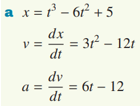 a x = t³ − 6t² + 5
v = dx/dt = 3t² − 12t
a = dv/dt = 6t − 12